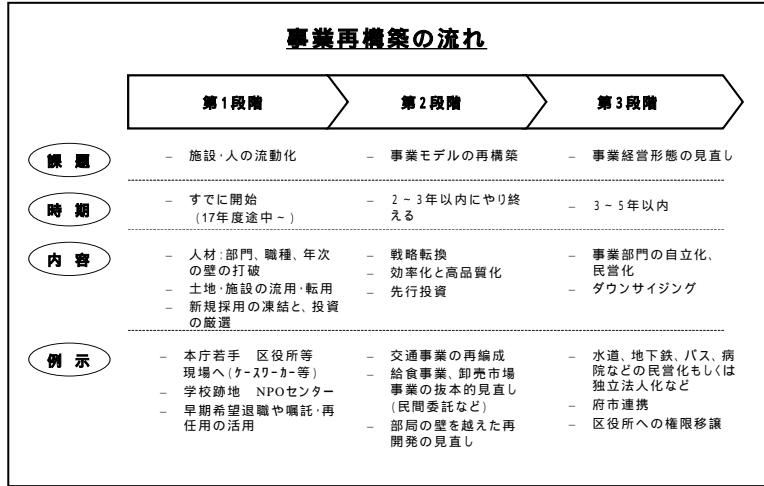 事業再構築の流れ
第1段階
第2段階
第3段階
課 題
– 施設・人の流動化
– 事業モデルの再構築
– 事業経営形態の見直し
時 期
– すでに開始
(17年度途中~)
– 2~3年以内にやり終
える
– 3~5年以内
内 容
– 人材:部門、職種、年次
の壁の打破
– 土地・施設の流用・転用
– 新規採用の凍結と、投資
の厳選
– 戦略転換
– 効率化と高品質化
– 先行投資
– 事業部門の自立化、
民営化
– ダウンサイジング
例 示
– 本庁若手 区役所等
現場へ(ケースワーカー等)
– 学校跡地 NPOセンター
– 早期希望退職や嘱託・再
任用の活用
– 交通事業の再編成
– 給食事業、卸売市場
事業の抜本的見直し
(民間委託など)
– 部局の壁を越えた再
開発の見直し
– 水道、地下鉄、バス、病
院などの民営化もしくは
独立法人化など
– 府市連携
– 区役所への権限移譲